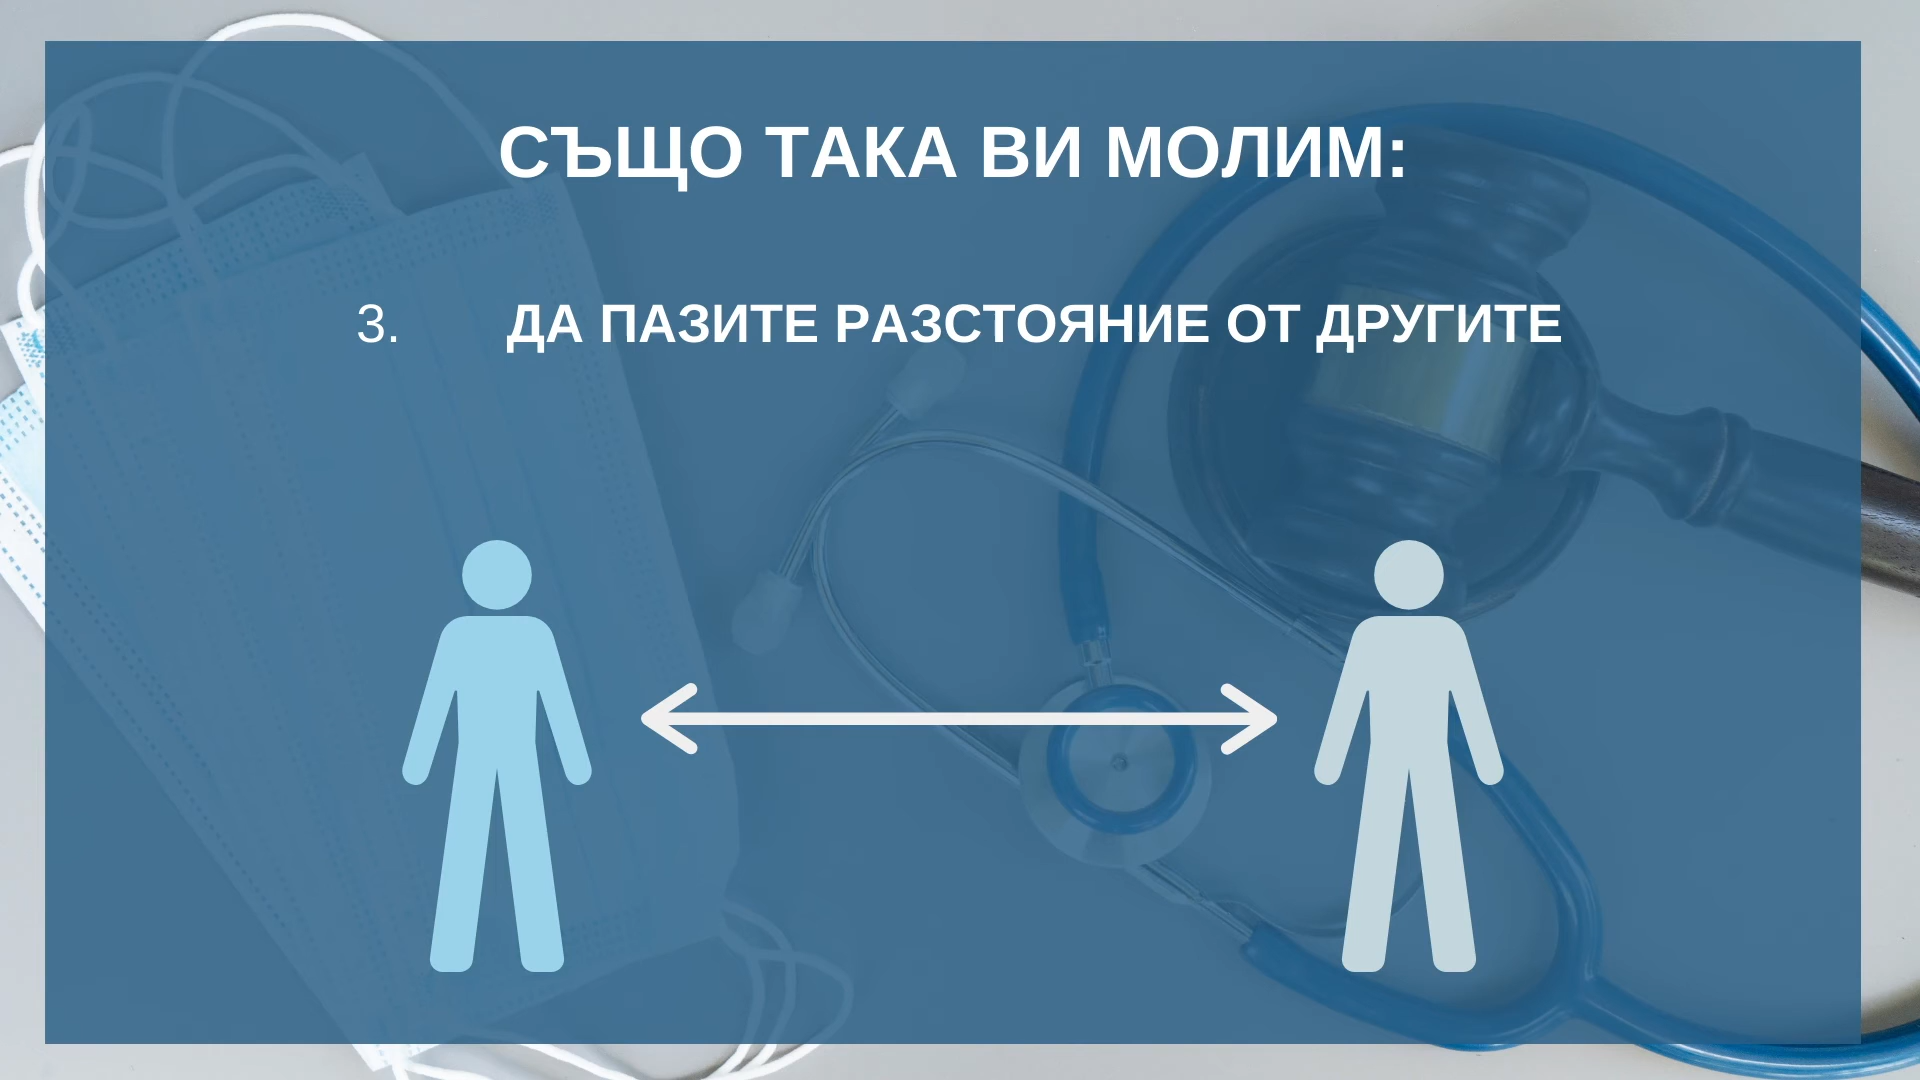 СЪЩО ТАКА ВИ МОЛИМ:
3. ДА ПАЗИТЕ РАЗСТОЯНИЕ ОТ ДРУГИТЕ